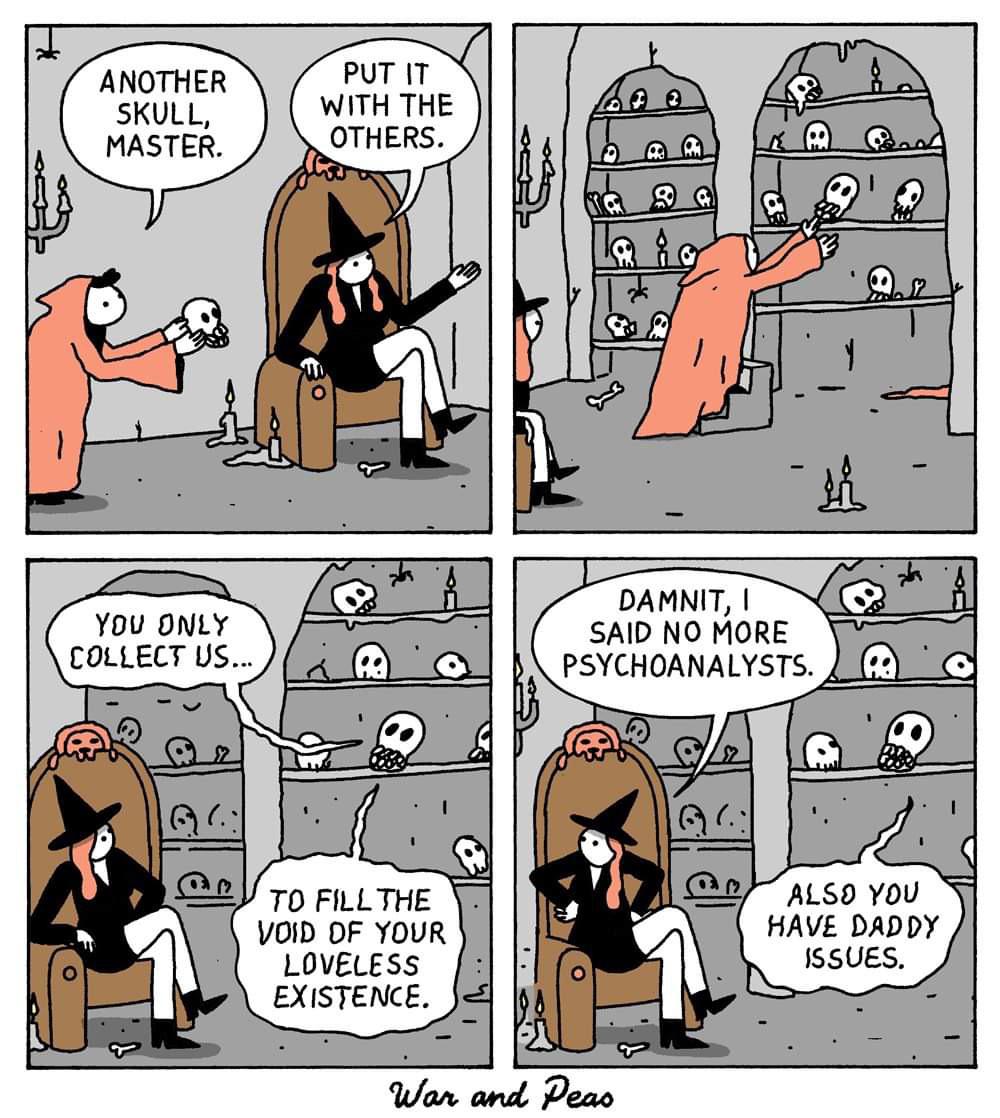 ANOTHER
SKULL,
MASTER.
PUT IT
WITH THE
OTHERS.
YOU ONLY
COLLECT US...
TO FILL THE
VOID OF YOUR
LOVELESS
EXISTENCE.
DAMNIT, I
SAID NO MORE
PSYCHOANALYSTS.
ALSO YOU
HAVE DADDY
ISSUES.
War and Peas